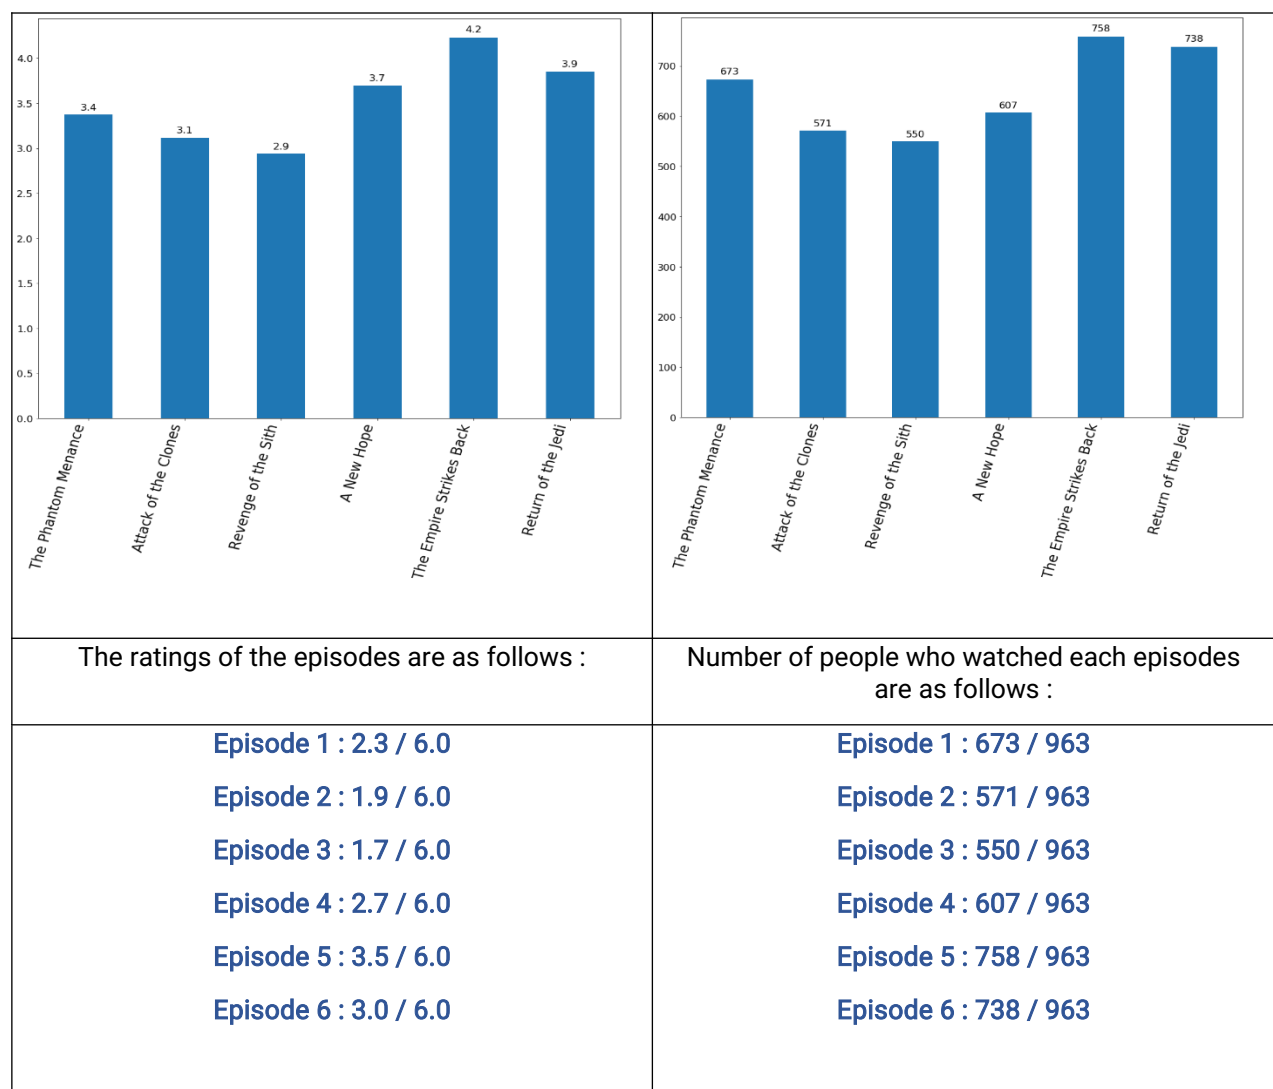 4.0
3.5
3.0
2.5
2.0
1.5
1.0
0.5
0.0
3.4
3.1
2.9
3.7
4.2
3.9
The Phantom Menance
Attack of the Clones
Revenge of the Sith
A New Hope
The Empire Strikes Back
Return of the Jedi
700
600
500
400
300
200
100
0
673
571
550
607
758
738
The Phantom Menance
Attack of the Clones
Revenge of the Sith
A New Hope
The Empire Strikes Back
Return of the Jedi
The ratings of the episodes are as follows :
Number of people who watched each episodes
are as follows :
Episode 1 : 2.3 / 6.0
Episode 2 : 1.9 / 6.0
Episode 3 : 1.7 / 6.0
Episode 4 : 2.7 / 6.0
Episode 5 : 3.5 / 6.0
Episode 6 : 3.0 / 6.0
Episode 1 : 673 / 963
Episode 2 : 571 / 963
Episode 3 : 550 / 963
Episode 4 : 607 / 963
Episode 5 : 758 / 963
Episode 6 : 738 / 963